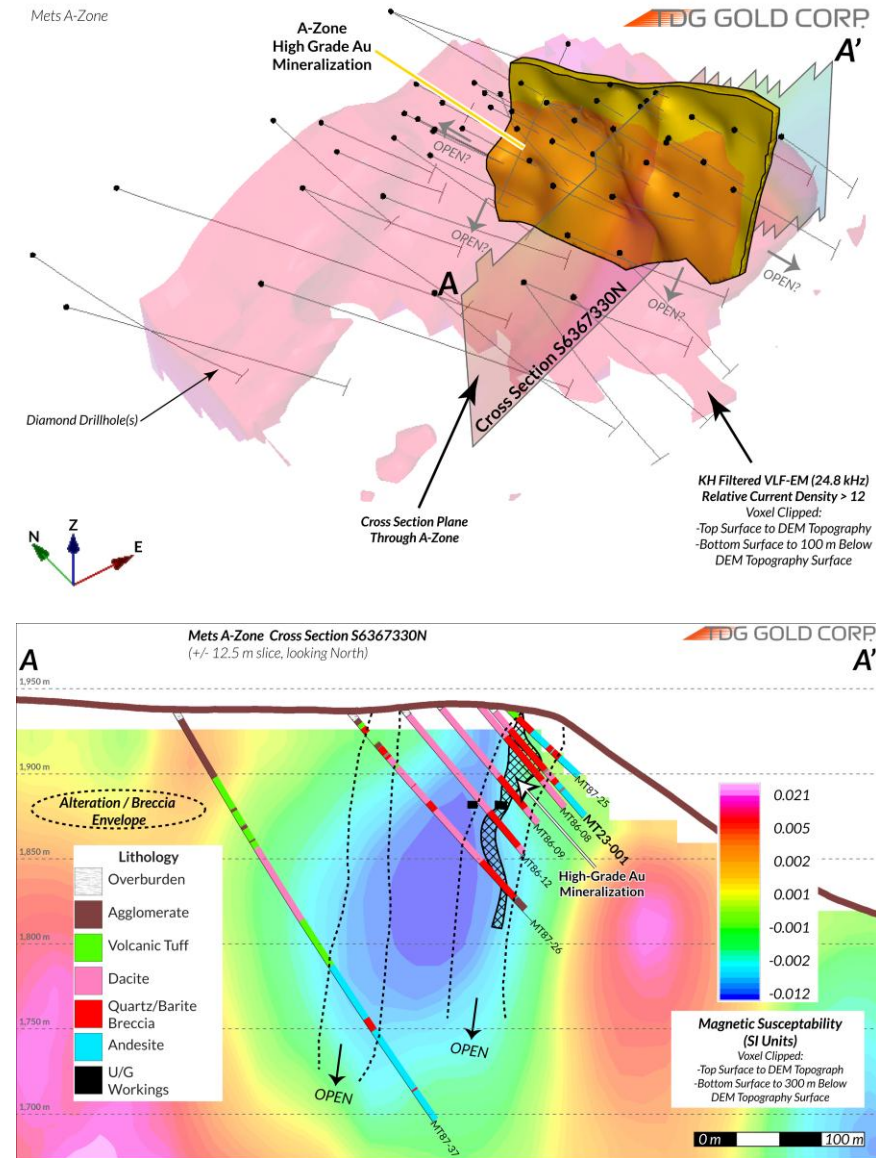 Mets A-Zone
TDG GOLD CORP.
A-Zone
High Grade Au
Mineralization
A'
OPEN?
OPEN?
OPEN?
OPEN?
A
Cross Section S6367330N
Diamond Drillhole(s)
Cross Section Plane
Through A-Zone
KH Filtered VLF-EM (24.8 kHz)
Relative Current Density > 12
Voxel Clipped:
-Top Surface to DEM Topography
-Bottom Surface to 100 m Below
DEM Topography Surface
N
Z
E
Mets A-Zone Cross Section S6367330N
(+/- 12.5 m slice, looking North)
TDG GOLD CORP.
A
A'
1,950 m
1,900 m
1,850 m
1,800 m
1,750 m
1,700 m
Alteration / Breccia
Envelope
Lithology
Overburden
Agglomerate
Volcanic Tuff
Dacite
Quartz/Barite
Breccia
Andesite
U/G
Workings
MT87-25
MT23-001
MT86-08
MT86-09
MT86-12
MT87-26
MT87-37
High-Grade Au
Mineralization
OPEN
OPEN
0.021
0.005
0.002
0.001
-0.001
-0.002
-0.012
Magnetic Susceptability
(SI Units)
Voxel Clipped:
-Top Surface to DEM Topograph
-Bottom Surface to 300 m Below
DEM Topography Surface
0 m
100 m